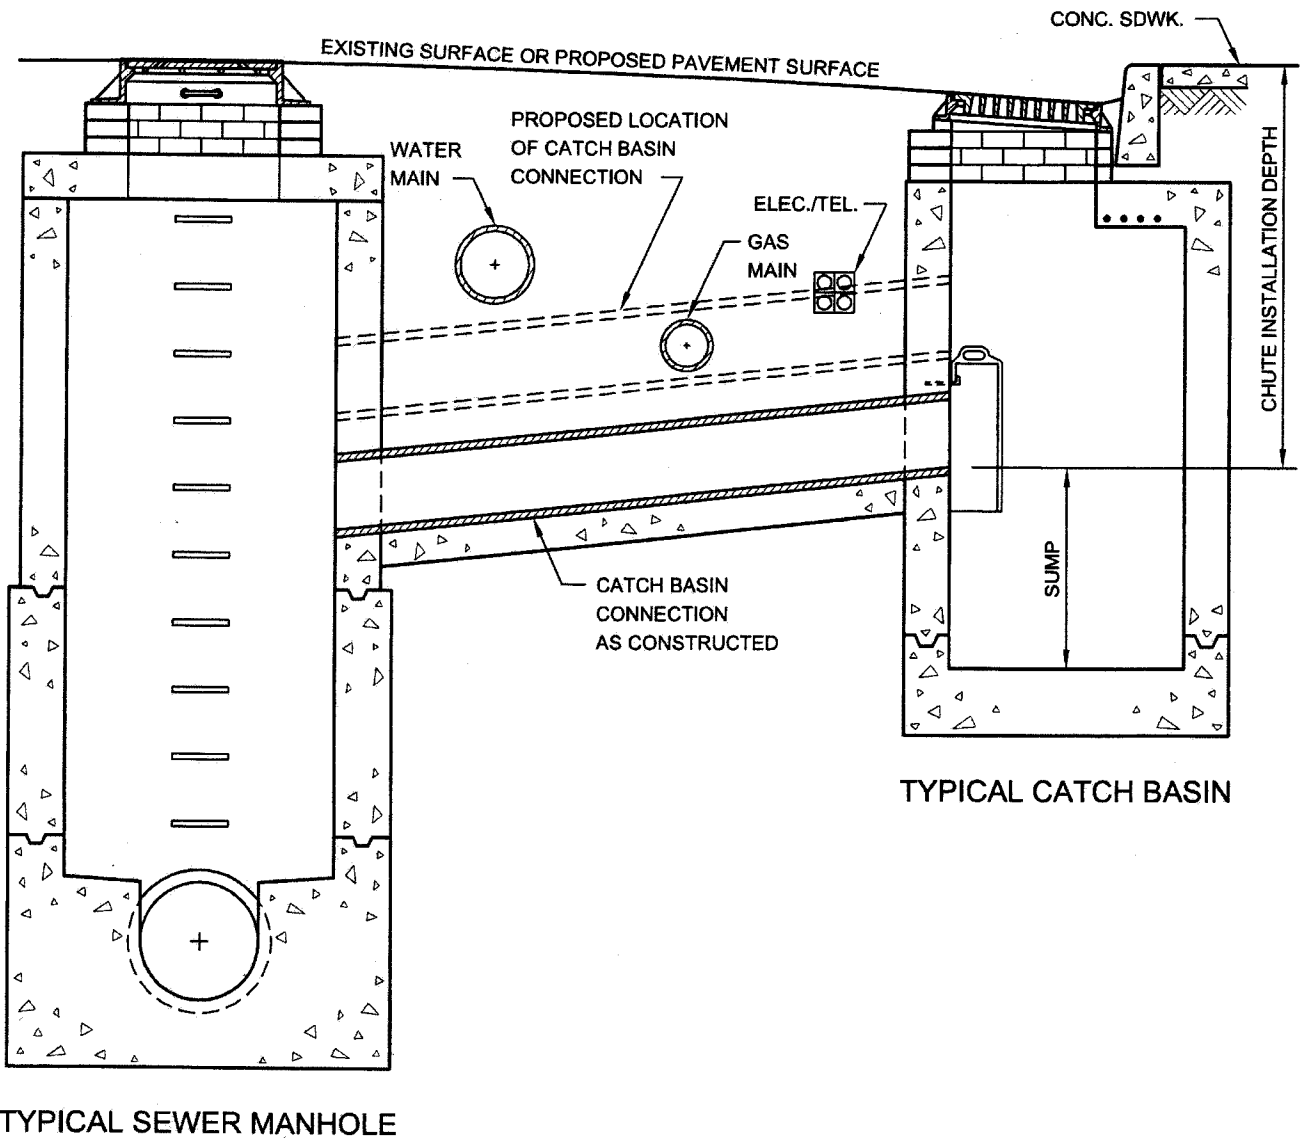 CONC. SDWK.
EXISTING SURFACE OR PROPOSED PAVEMENT SURFACE
PROPOSED LOCATION
OF CATCH BASIN
CONNECTION
WATER
MAIN
ELEC./TEL.
GAS
MAIN
CHUTE INSTALLATION DEPTH
SUMP
CATCH BASIN
CONNECTION
AS CONSTRUCTED
TYPICAL CATCH BASIN
TYPICAL SEWER MANHOLE